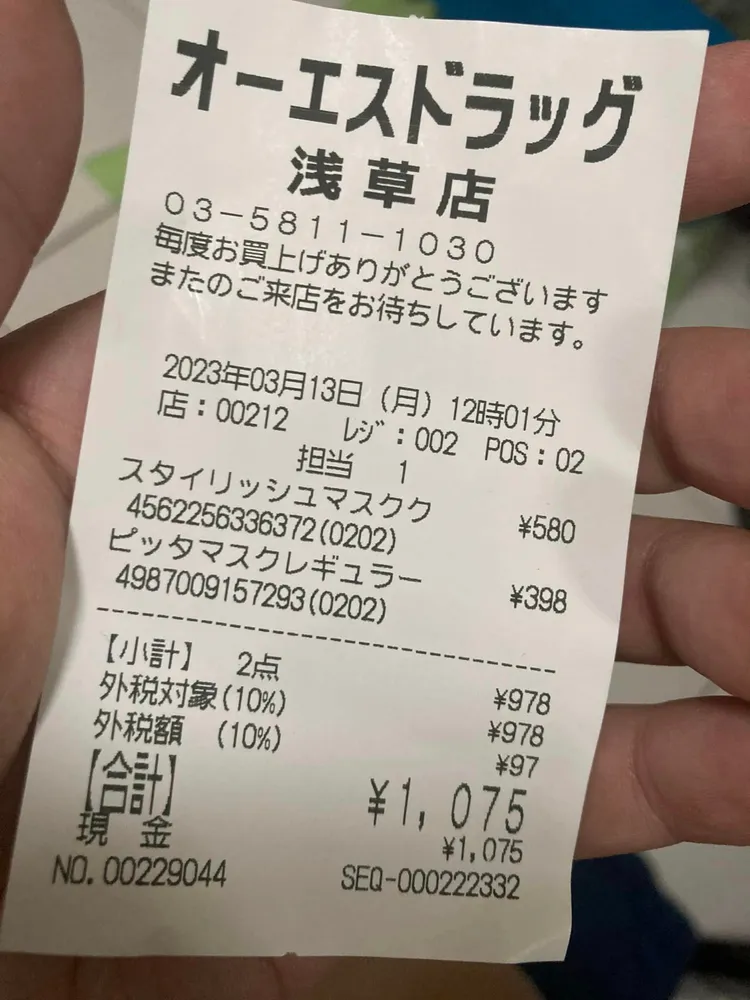 オーエスドラッグ
浅草店
03-5811-1030
毎度お買上げありがとうございます
またのご来店をお待ちしています。
2023年03月13日（月）12時01分
店：00212 ﾚｼﾞ：002 POS：02
担当 1
スタイリッシュマスクク ¥580
4562256336372(0202)
ピッタマスクレギュラー ¥398
4987009157293(0202)
【小計】 2点 ¥978
外税対象(10%) ¥978
外税額 (10%) ¥97
【合計】 ¥1,075
現 金 ¥1,075
NO.00229044 SEQ-000222332